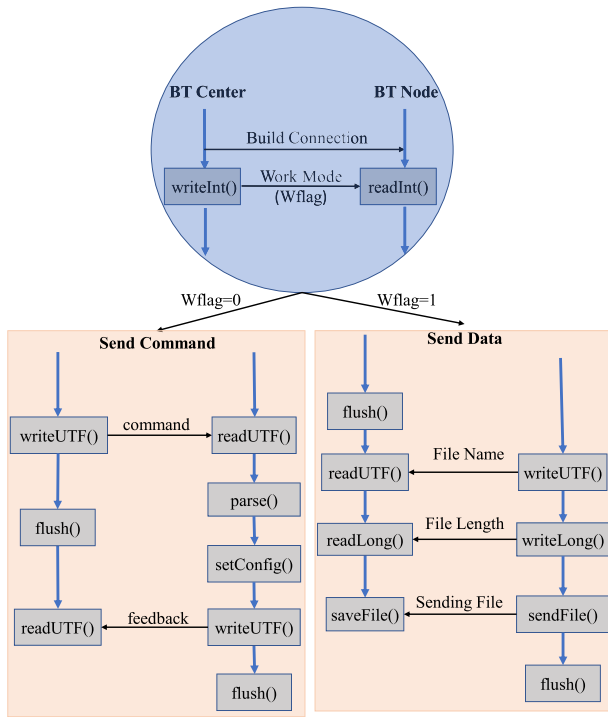 BT Center
BT Node
Build Connection
writeInt()
Work Mode
(Wflag)
readInt()
Wflag=0
Wflag=1
Send Command
writeUTF()
command
readUTF()
parse()
flush()
setConfig()
readUTF()
feedback
writeUTF()
flush()
Send Data
flush()
readUTF()
File Name
writeUTF()
readLong()
File Length
writeLong()
saveFile()
Sending File
sendFile()
flush()